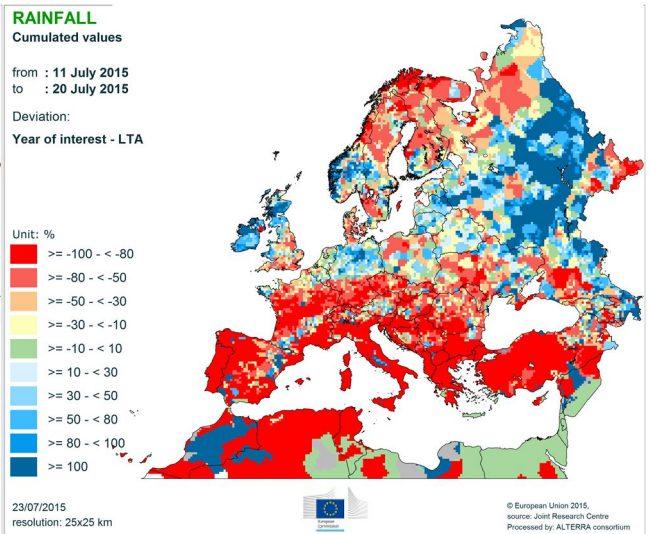 RAINFALL
Cumulated values
from : 11 July 2015
to : 20 July 2015
Deviation:
Year of interest - LTA
Unit: %
>= -100 - < -80
>= -80 - < -50
>= -50 - < -30
>= -30 - < -10
>= -10 - < 10
>= 10 - < 30
>= 30 - < 50
>= 50 - < 80
>= 80 - < 100
>= 100
23/07/2015
resolution: 25x25 km
European
Commission
© European Union 2015,
source: Joint Research Centre
Processed by: ALTERRA consortium